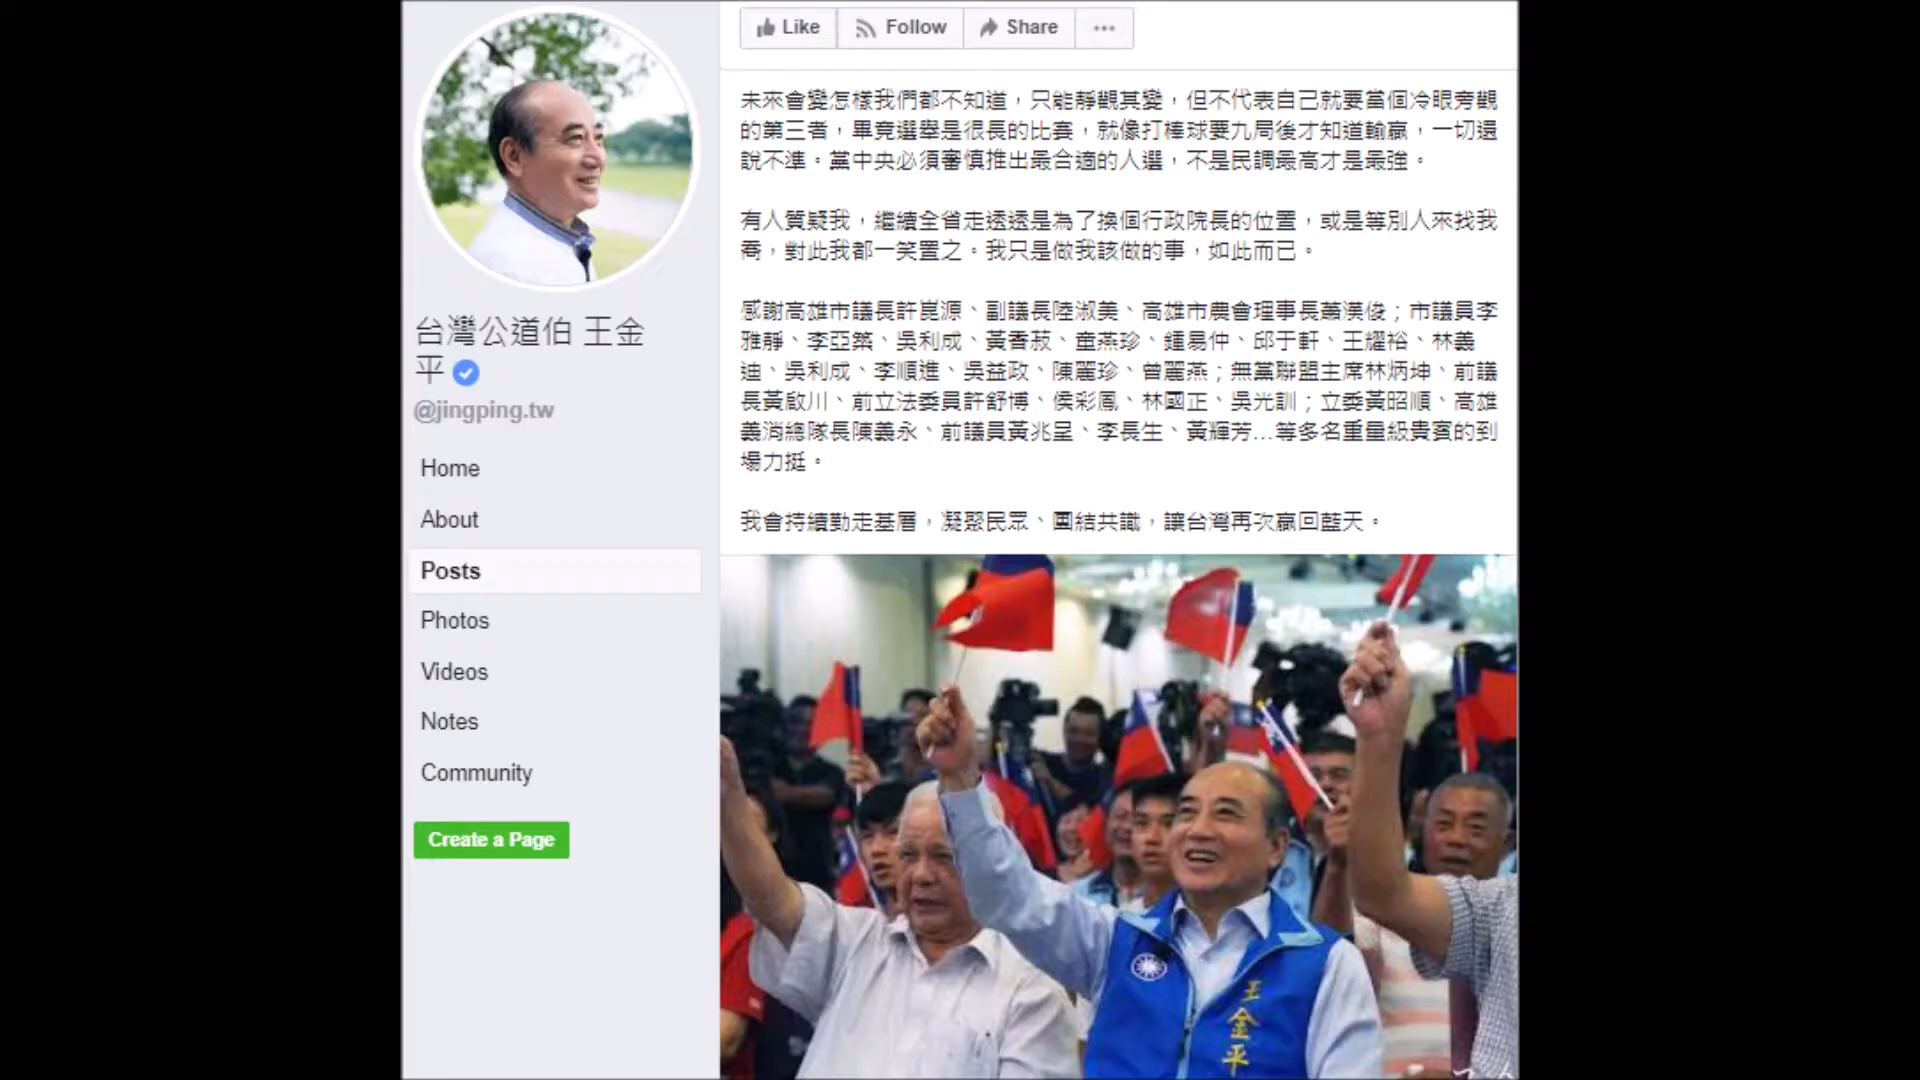 Like
Follow
Share
未來會變怎樣我們都不知道，只能靜觀其變，但不代表自己就要當個冷眼旁觀
的第三者，畢竟選舉是很長的比賽，就像打棒球要九局後才知道輸贏，一切還
說不準。黨中央必須審慎推出最合適的人選，不是民調最高才是最強。
有人質疑我，繼續全省走透透是為了換個行政院長的位置，或是等別人來找我
喬，對此我都一笑置之。我只是做我該做的事，如此而已。
感謝高雄市議長許崑源、副議長陸淑美、高雄市農會理事長蕭漢俊；市議員李
雅靜、李亞築、吳利成、黃香菽、童燕珍、鍾易仲、邱于軒、王耀裕、林義
迪、吳利成、李順進、吳益政、陳麗珍、曾麗燕；無黨聯盟主席林炳坤、前議
長黃啟川、前立法委員許舒博、侯彩鳳、林國正、吳光訓；立委黃昭順、高雄
義消總隊長陳義永、前議員黃兆呈、李長生、黃輝芳...等多名重量級貴賓的到
場力挺。
我會持續勤走基層，凝聚民眾、團結共識，讓台灣再次贏回藍天。
台灣公道伯 王金
平
@jingping.tw
Home
About
Posts
Photos
Videos
Notes
Community
Create a Page
王金平